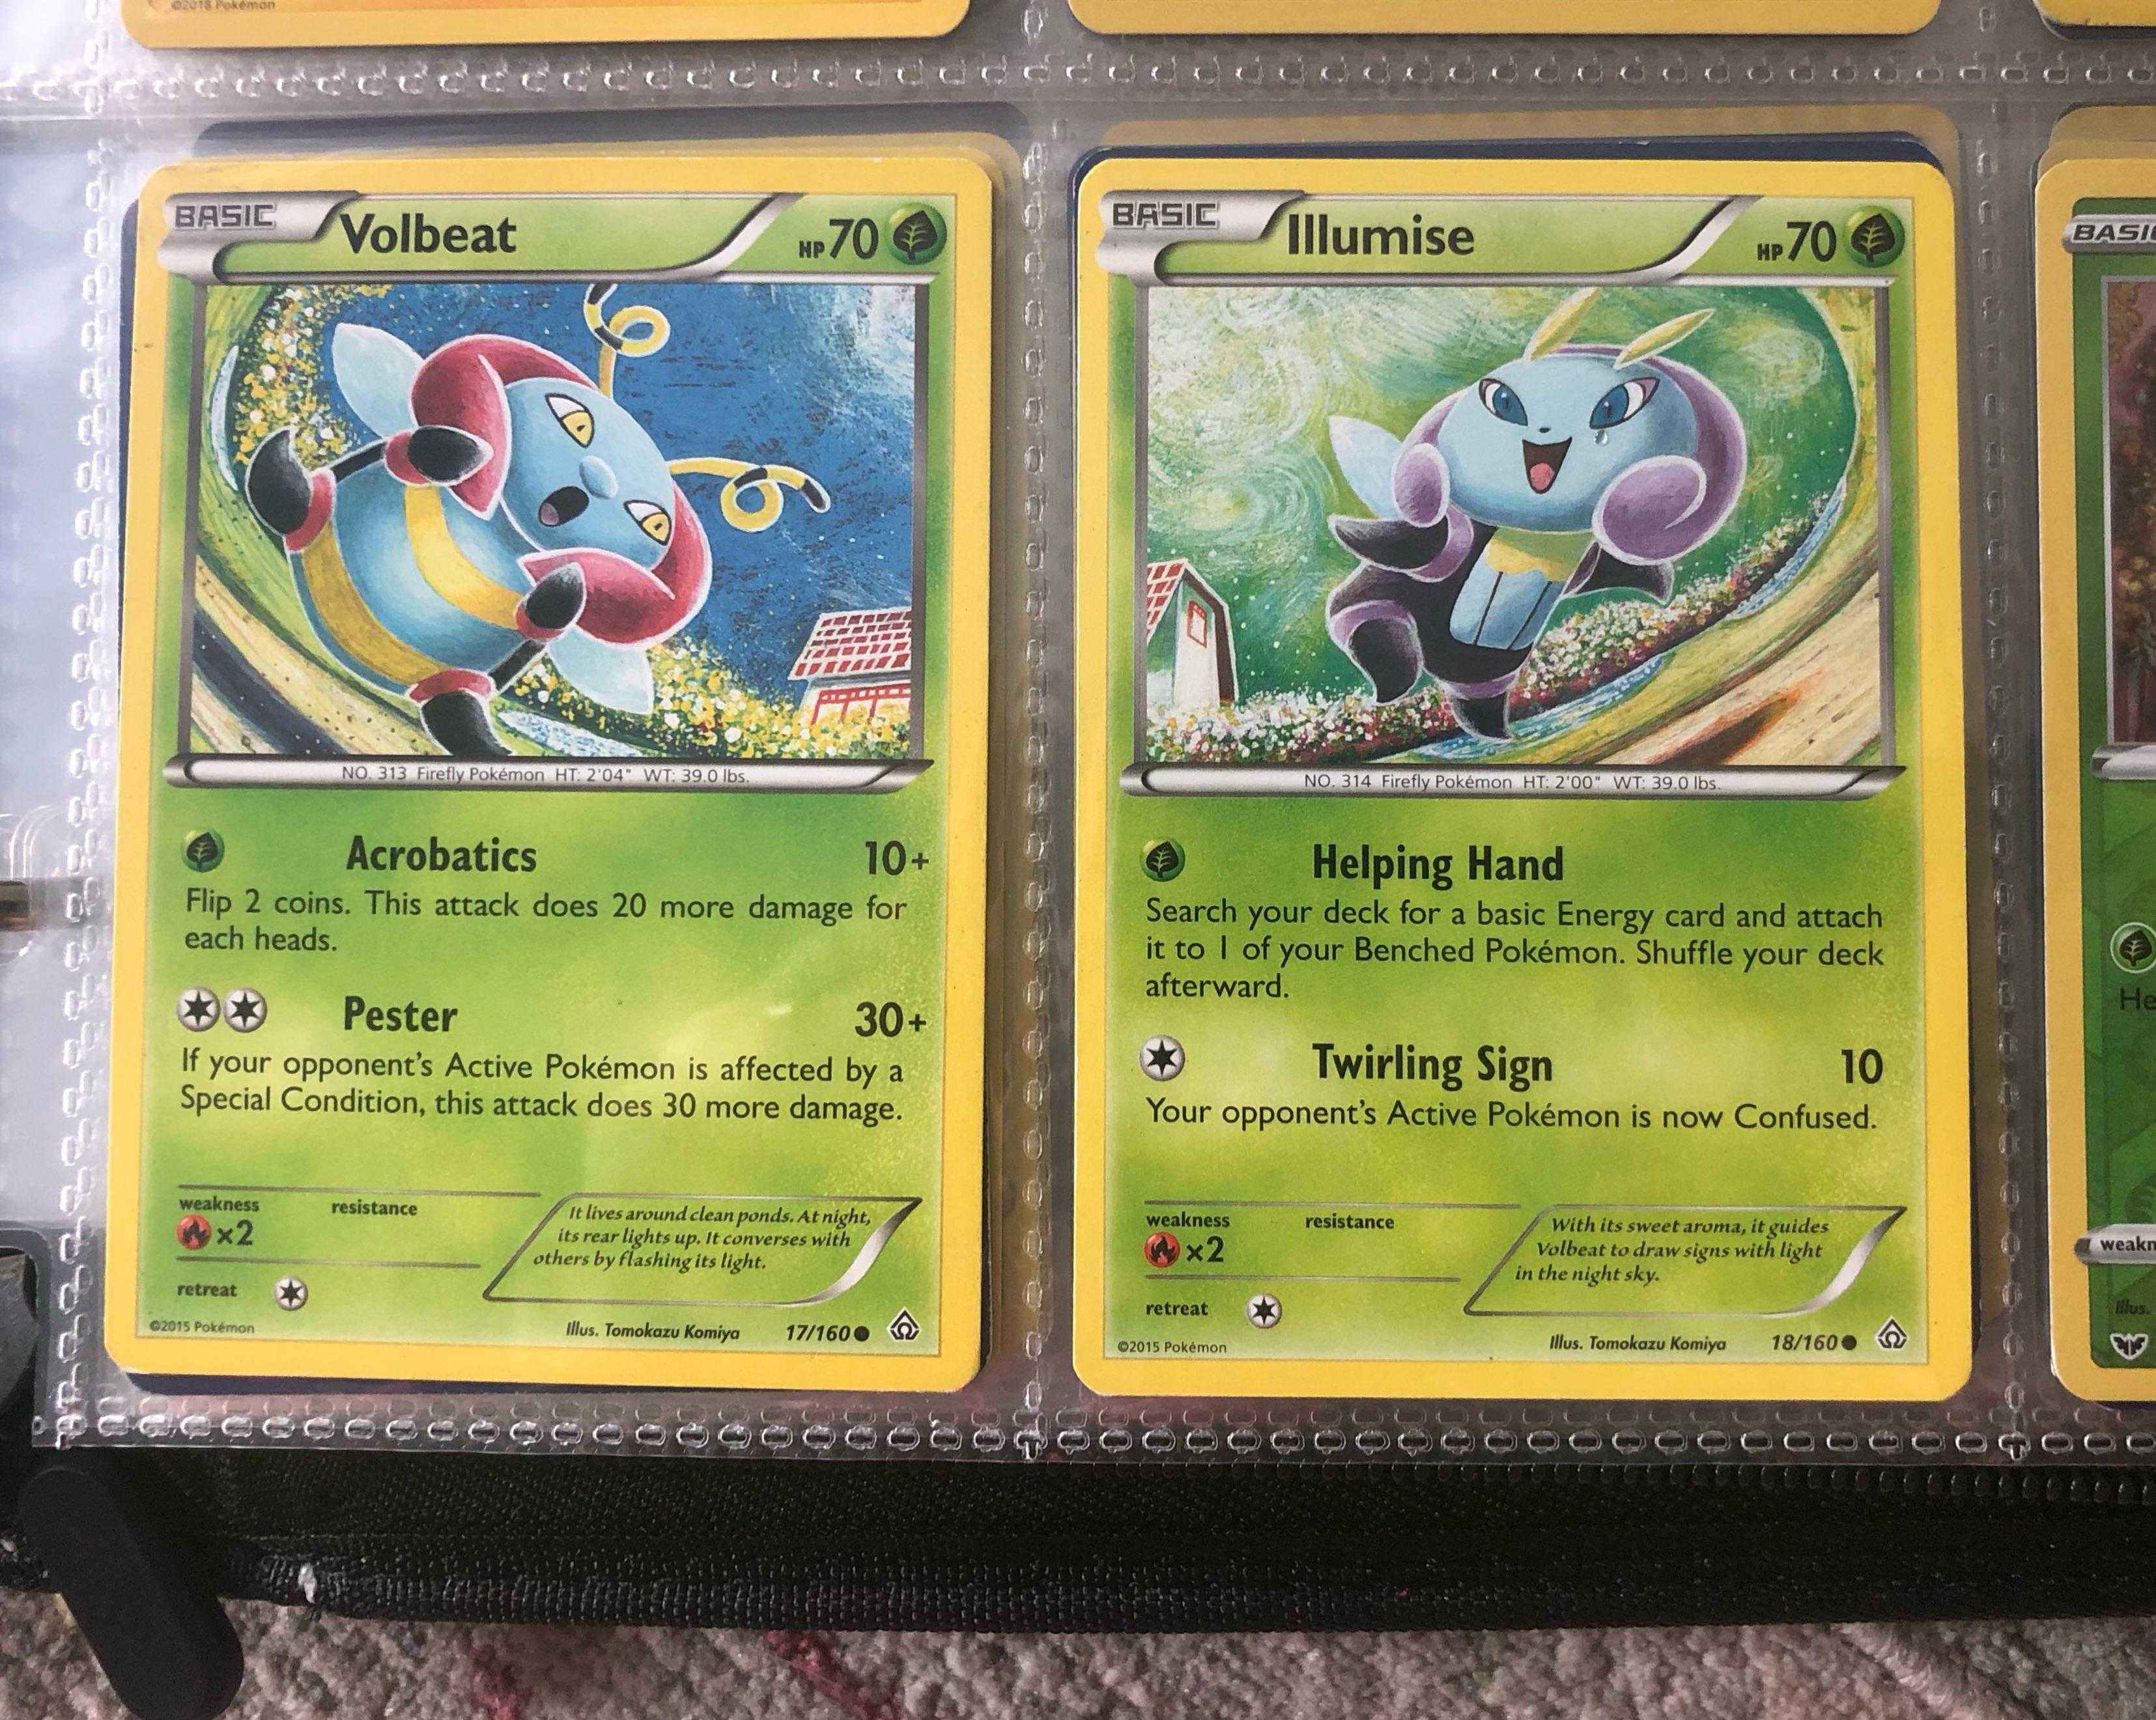 ©2018 Pokémon
BASIC Volbeat HP 70
NO. 313 Firefly Pokémon HT: 2'04" WT: 39.0 lbs.
Acrobatics 10+
Flip 2 coins. This attack does 20 more damage for
each heads.
Pester 30+
If your opponent's Active Pokémon is affected by a
Special Condition, this attack does 30 more damage.
weakness resistance
×2
It lives around clean ponds. At night,
its rear lights up. It converses with
others by flashing its light.
retreat
©2015 Pokémon Illus. Tomokazu Komiya 17/160
BASIC Illumise HP 70
NO. 314 Firefly Pokémon HT: 2'00" WT: 39.0 lbs.
Helping Hand
Search your deck for a basic Energy card and attach
it to 1 of your Benched Pokémon. Shuffle your deck
afterward.
Twirling Sign 10
Your opponent's Active Pokémon is now Confused.
weakness resistance
×2
With its sweet aroma, it guides
Volbeat to draw signs with light
in the night sky.
retreat
©2015 Pokémon Illus. Tomokazu Komiya 18/160
BASI
He
weakn
Illus.